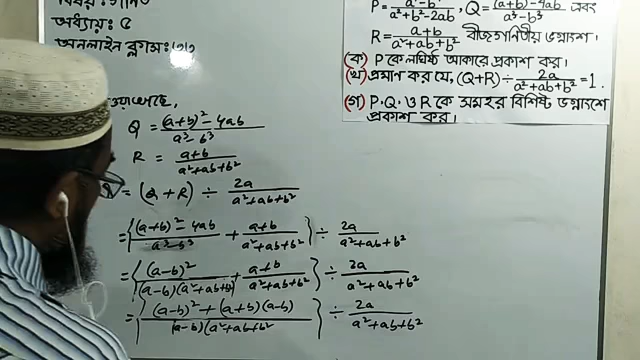 বিষয়: গণিত
অধ্যায়: ৫
অনলাইন ক্লাস:
P = a²-b² / a²+b²-2ab, Q = (a+b)²-4ab / a³-b³ এবং
R = a+b / a²+ab+b² বীজগাণিতীয় ভগ্নাংশ।
(ক) P কে লঘিষ্ঠ আকারে প্রকাশ কর।
(খ) প্রমাণ কর যে, (Q+R) ÷ 2a / a²+ab+b² = 1.
(গ) P, Q ও R কে সমহর বিশিষ্ট ভগ্নাংশে
প্রকাশ কর।
Q = (a+b)² - 4ab / a³-b³
R = a+b / a²+ab+b²
= (Q + R) ÷ 2a / a²+ab+b²
= { (a+b)² - 4ab / a³-b³ + a+b / a²+ab+b² } ÷ 2a / a²+ab+b²
= { (a-b)² / (a-b)(a²+ab+b²) + a+b / a²+ab+b² } ÷ 2a / a²+ab+b²
= { (a-b)² + (a+b)(a-b) / (a-b)(a²+ab+b² } ÷ 2a / a²+ab+b²